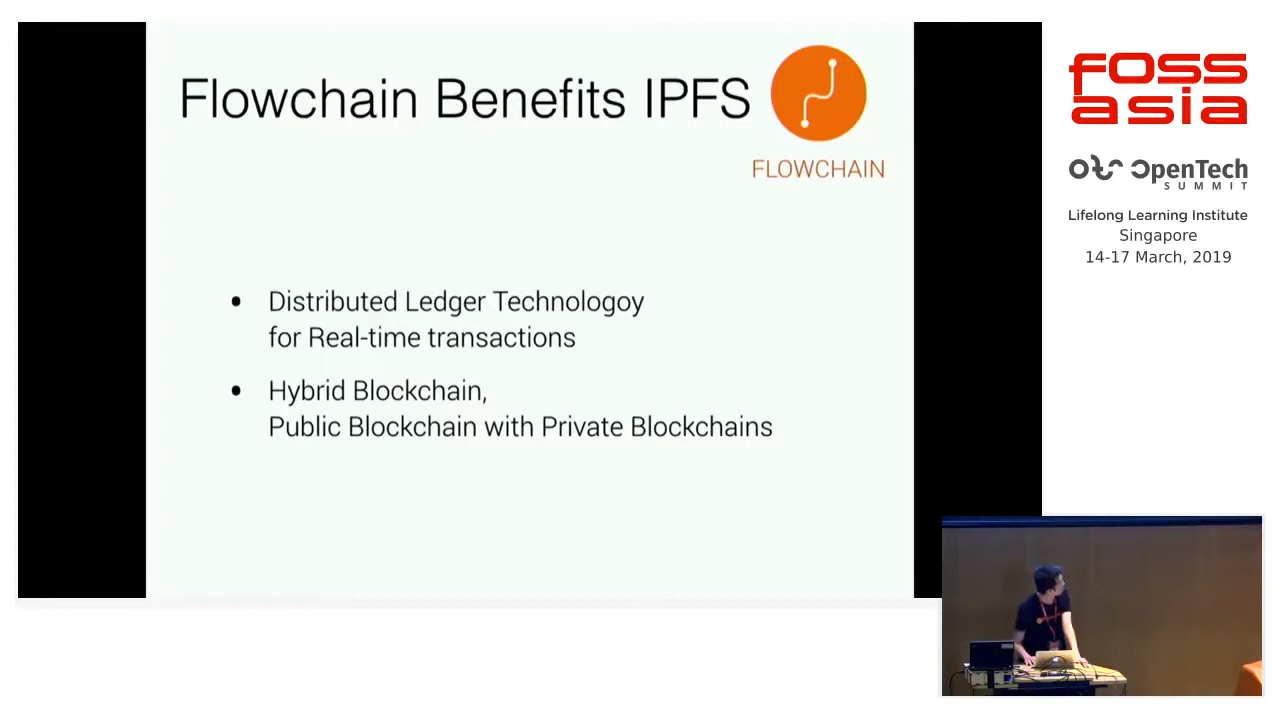 Flowchain Benefits IPFS
FLOWCHAIN
• Distributed Ledger Technologoy
for Real-time transactions
• Hybrid Blockchain,
Public Blockchain with Private Blockchains
FOSS
asia
OpenTech
SUMMIT
Lifelong Learning Institute
Singapore
14-17 March, 2019